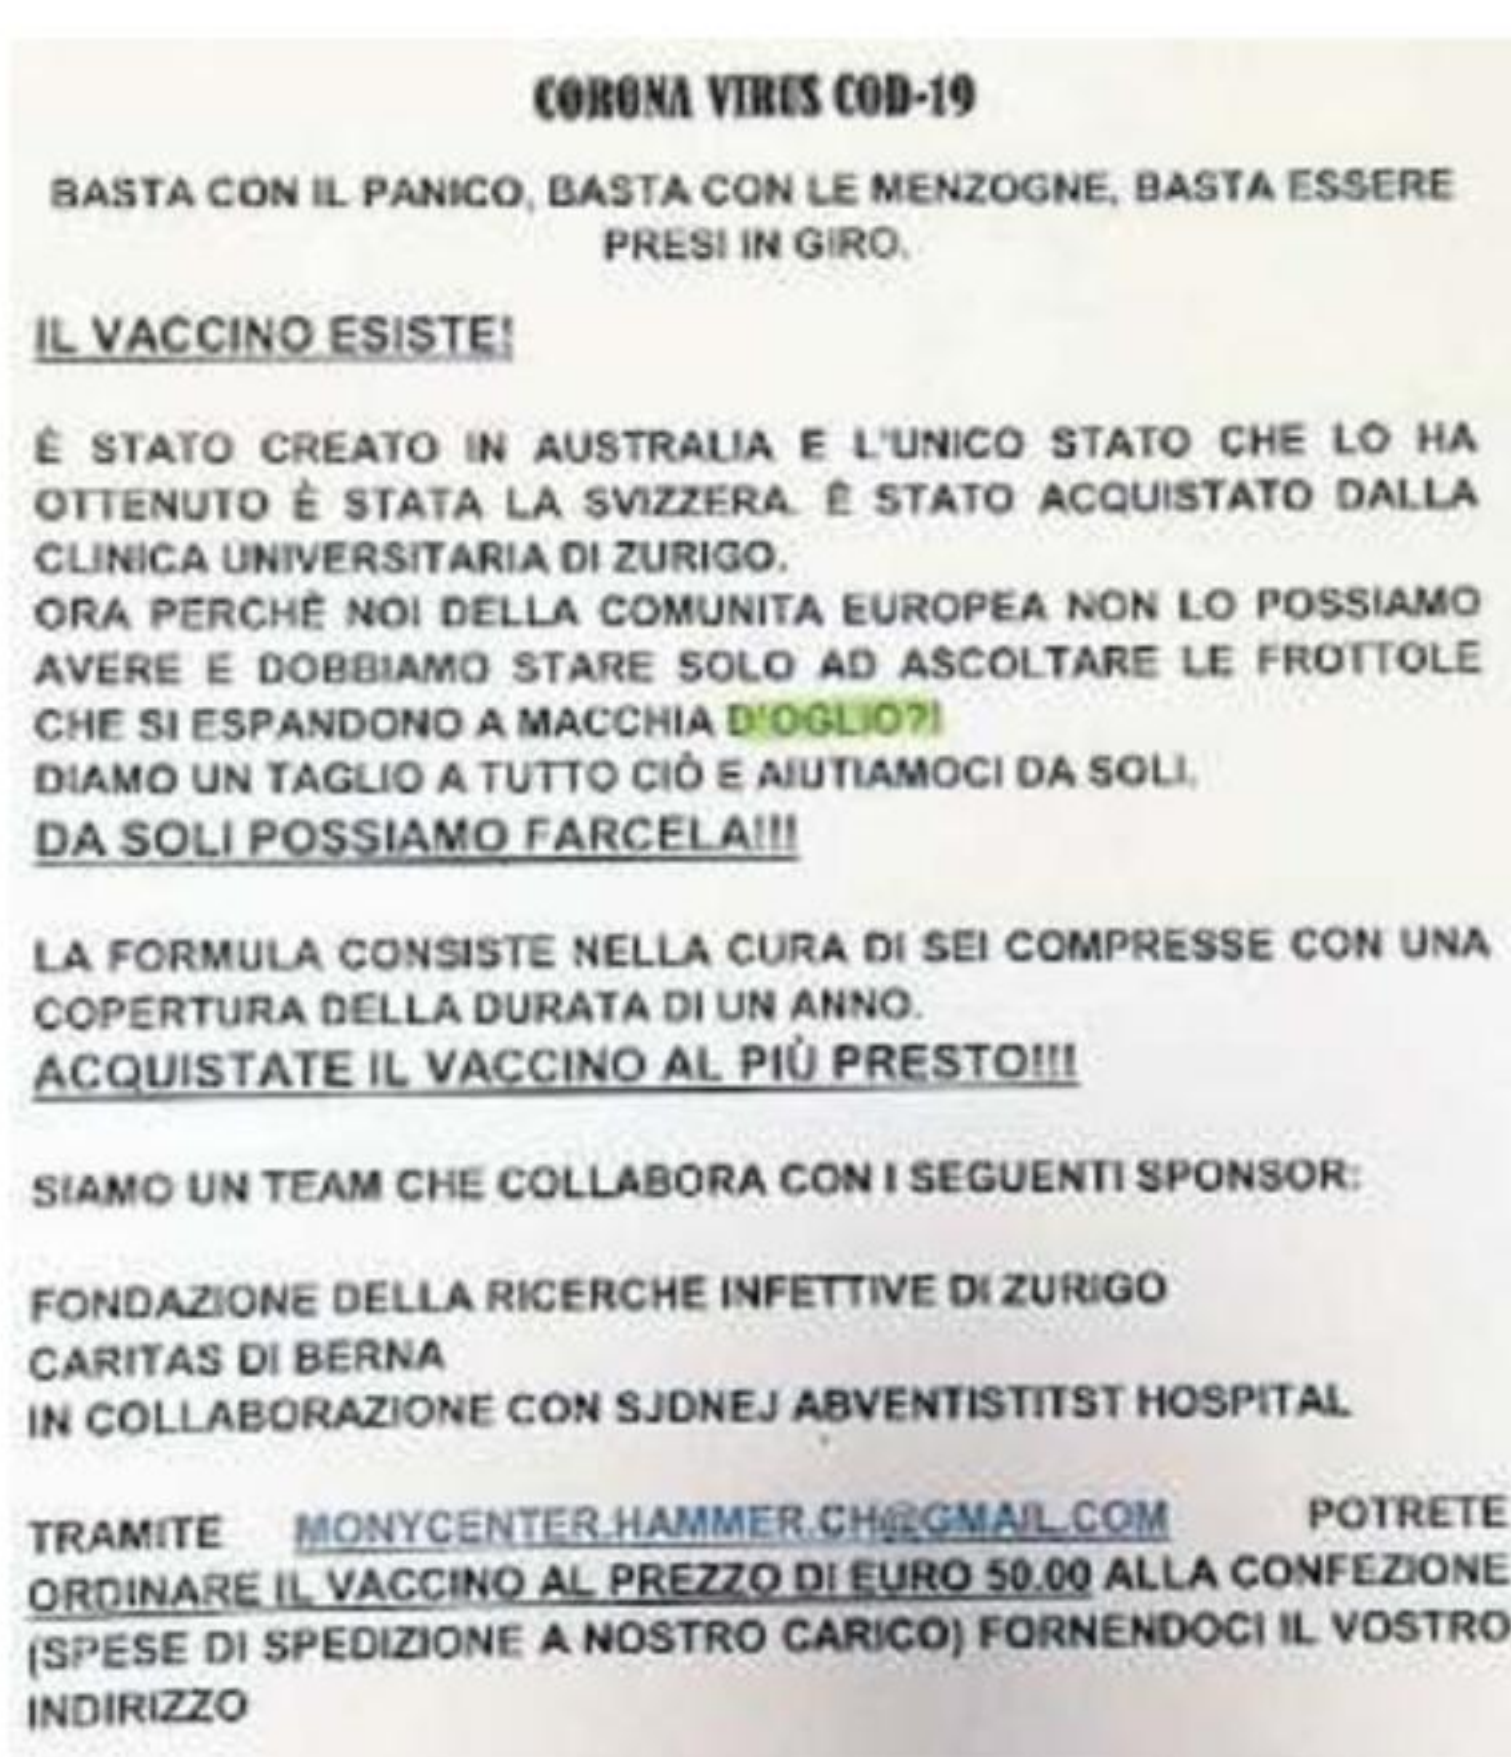 CORONA VIRUS COD-19
BASTA CON IL PANICO, BASTA CON LE MENZOGNE, BASTA ESSERE
PRESI IN GIRO.
IL VACCINO ESISTE!
È STATO CREATO IN AUSTRALIA E L'UNICO STATO CHE LO HA
OTTENUTO È STATA LA SVIZZERA. È STATO ACQUISTATO DALLA
CLINICA UNIVERSITARIA DI ZURIGO.
ORA PERCHÉ NOI DELLA COMUNITA EUROPEA NON LO POSSIAMO
AVERE E DOBBIAMO STARE SOLO AD ASCOLTARE LE FROTTOLE
CHE SI ESPANDONO A MACCHIA D'OGLIO?!
DIAMO UN TAGLIO A TUTTO CIÒ E AIUTIAMOCI DA SOLI,
DA SOLI POSSIAMO FARCELA!!!
LA FORMULA CONSISTE NELLA CURA DI SEI COMPRESSE CON UNA
COPERTURA DELLA DURATA DI UN ANNO.
ACQUISTATE IL VACCINO AL PIÙ PRESTO!!!
SIAMO UN TEAM CHE COLLABORA CON I SEGUENTI SPONSOR:
FONDAZIONE DELLA RICERCHE INFETTIVE DI ZURIGO
CARITAS DI BERNA
IN COLLABORAZIONE CON SJDNEJ ABVENTISTITST HOSPITAL
TRAMITE MONYCENTER.HAMMER.CH@GMAIL.COM POTRETE
ORDINARE IL VACCINO AL PREZZO DI EURO 50.00 ALLA CONFEZIONE
(SPESE DI SPEDIZIONE A NOSTRO CARICO) FORNENDOCI IL VOSTRO
INDIRIZZO